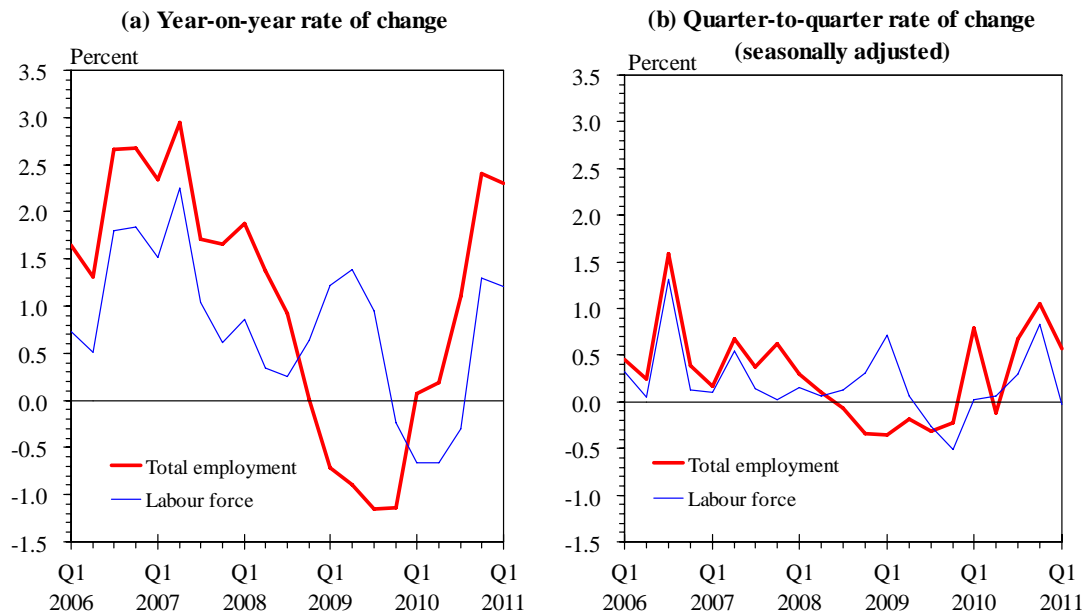 (a) Year-on-year rate of change
Percent
3.5
3.0
2.5
2.0
1.5
1.0
0.5
0.0
-0.5
-1.0
-1.5
Total employment
Labour force
Q1 Q1 Q1 Q1 Q1 Q1
2006 2007 2008 2009 2010 2011
(b) Quarter-to-quarter rate of change
(seasonally adjusted)
Percent
3.5
3.0
2.5
2.0
1.5
1.0
0.5
0.0
-0.5
-1.0
-1.5
Total employment
Labour force
Q1 Q1 Q1 Q1 Q1 Q1
2006 2007 2008 2009 2010 2011